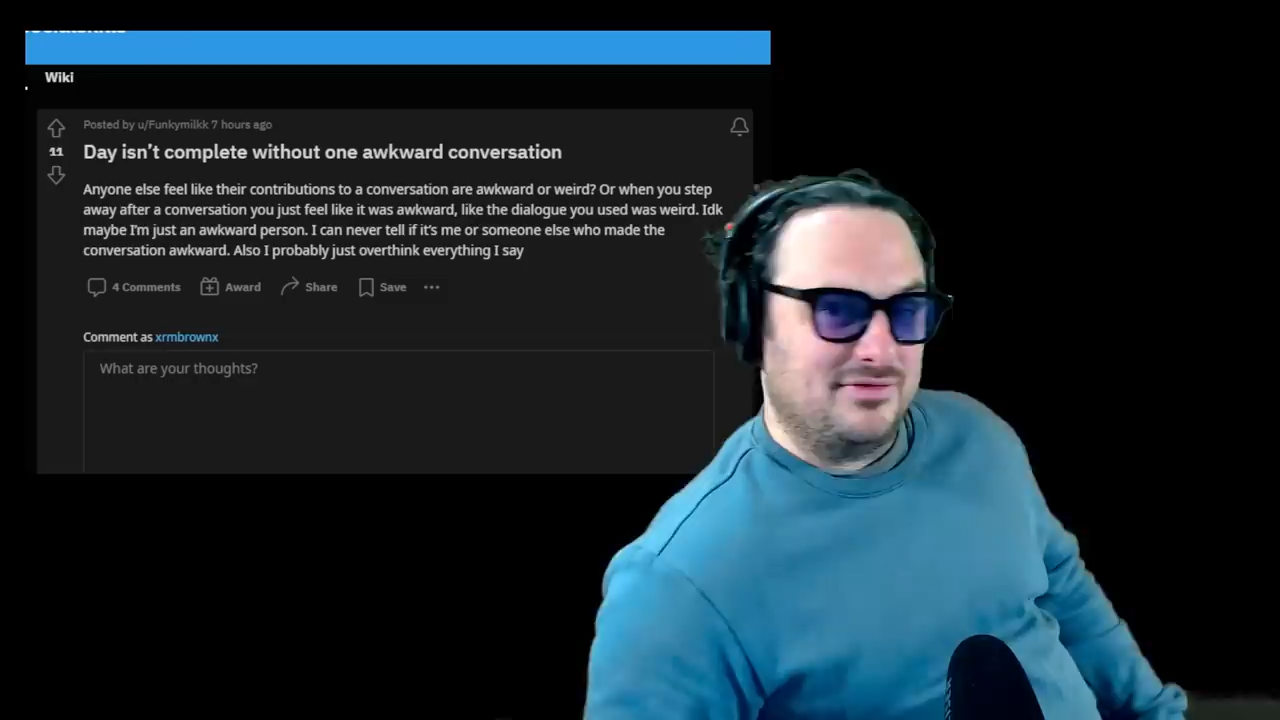 Wiki
Posted by u/Funkymilkk 7 hours ago
11
Day isn’t complete without one awkward conversation
Anyone else feel like their contributions to a conversation are awkward or weird? Or when you step
away after a conversation you just feel like it was awkward, like the dialogue you used was weird. Idk
maybe I’m just an awkward person. I can never tell if it’s me or someone else who made the
conversation awkward. Also I probably just overthink everything I say
4 Comments Award Share Save
Comment as xrmbrownx
What are your thoughts?